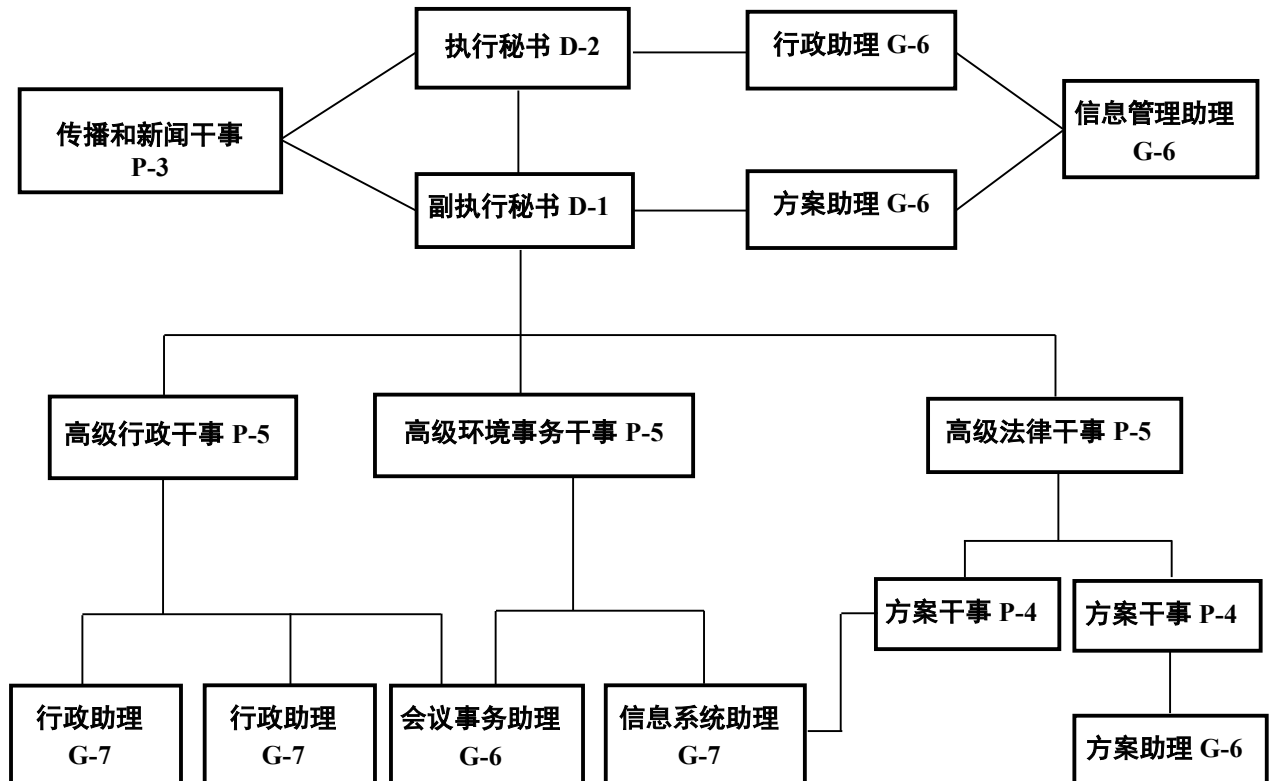 执行秘书 D-2
行政助理 G-6
传播和新闻干事
P-3
信息管理助理
G-6
副执行秘书 D-1
方案助理 G-6
高级行政干事 P-5
高级环境事务干事 P-5
高级法律干事 P-5
方案干事 P-4
方案干事 P-4
行政助理
G-7
行政助理
G-7
会议事务助理
G-6
信息系统助理
G-7
方案助理 G-6